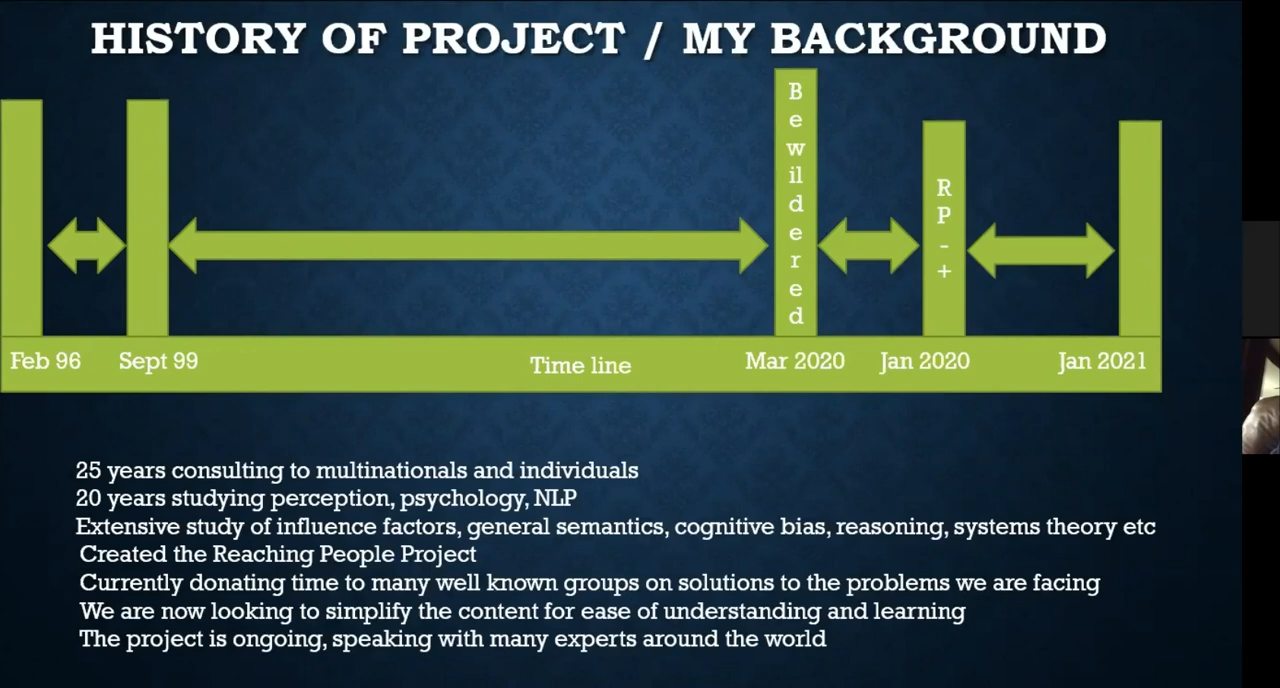 HISTORY OF PROJECT / MY BACKGROUND
Bewildered
RP-+
Feb 96 Sept 99 Time line Mar 2020 Jan 2020 Jan 2021
25 years consulting to multinationals and individuals
20 years studying perception, psychology, NLP
Extensive study of influence factors, general semantics, cognitive bias, reasoning, systems theory etc
Created the Reaching People Project
Currently donating time to many well known groups on solutions to the problems we are facing
We are now looking to simplify the content for ease of understanding and learning
The project is ongoing, speaking with many experts around the world